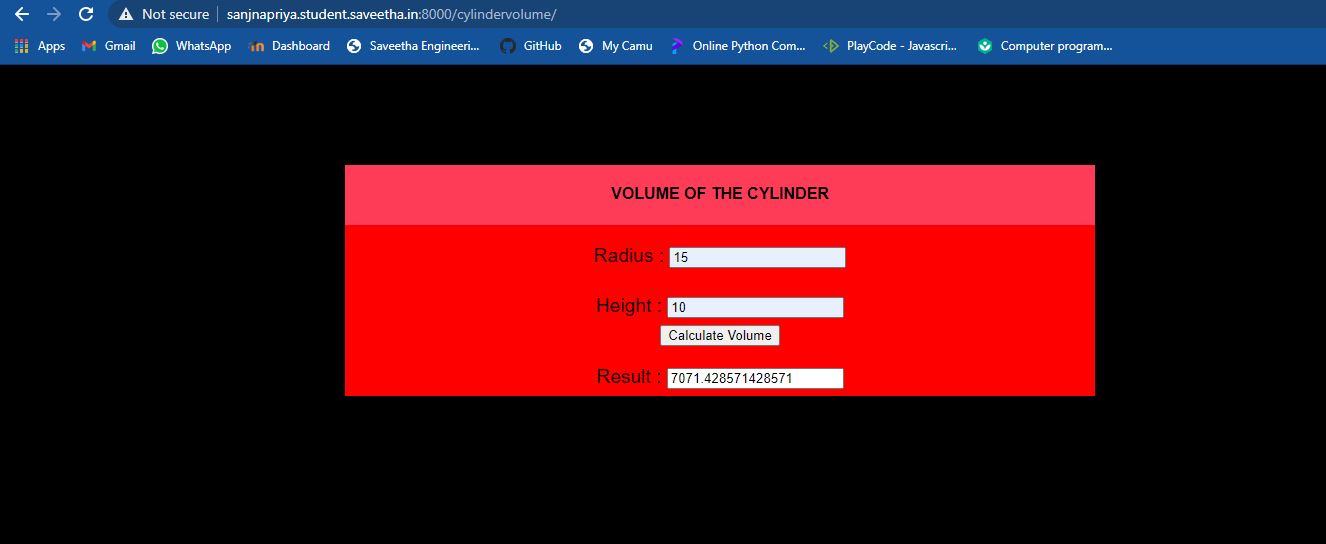 Not secure sanjnapriya.student.saveetha.in:8000/cylindervolume/
Apps Gmail WhatsApp Dashboard Saveetha Engineeri... GitHub My Camu Online Python Com... PlayCode - Javascri... Computer program...
VOLUME OF THE CYLINDER
Radius : 15
Height : 10
Calculate Volume
Result : 7071.428571428571